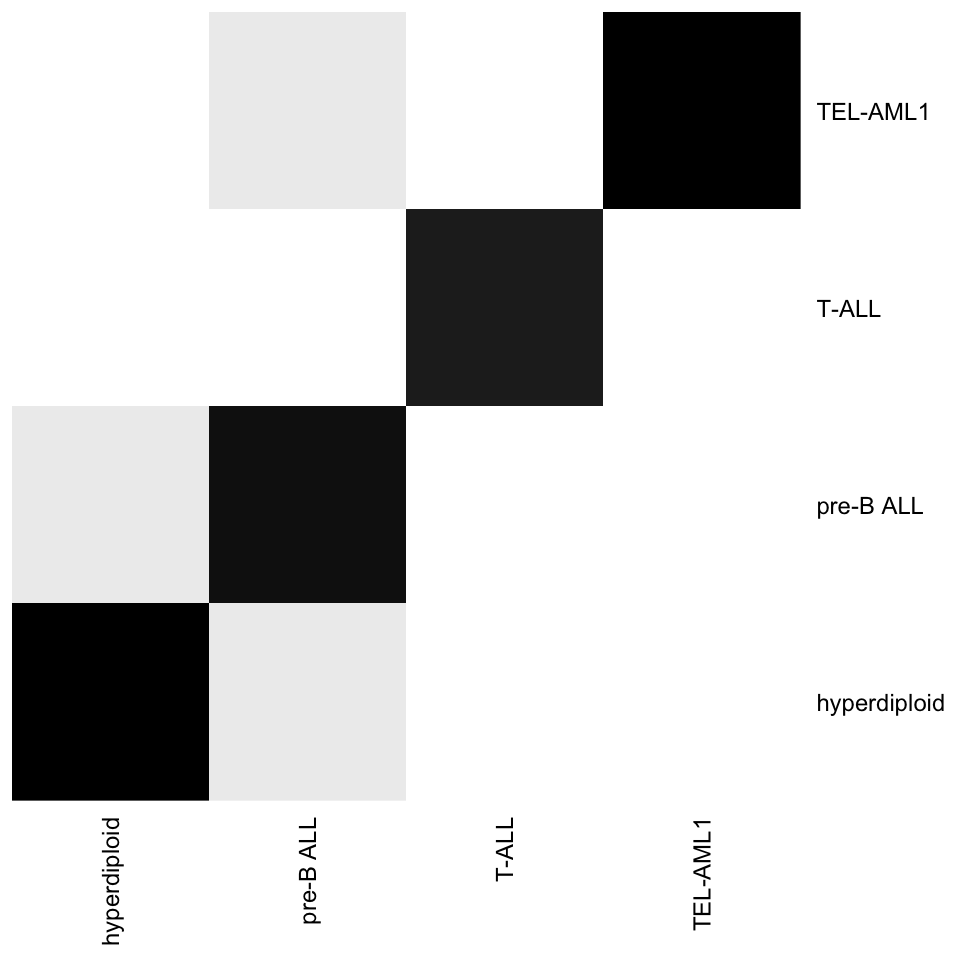 TEL-AML1
T-ALL
pre-B ALL
hyperdiploid
hyperdiploid
pre-B ALL
T-ALL
TEL-AML1